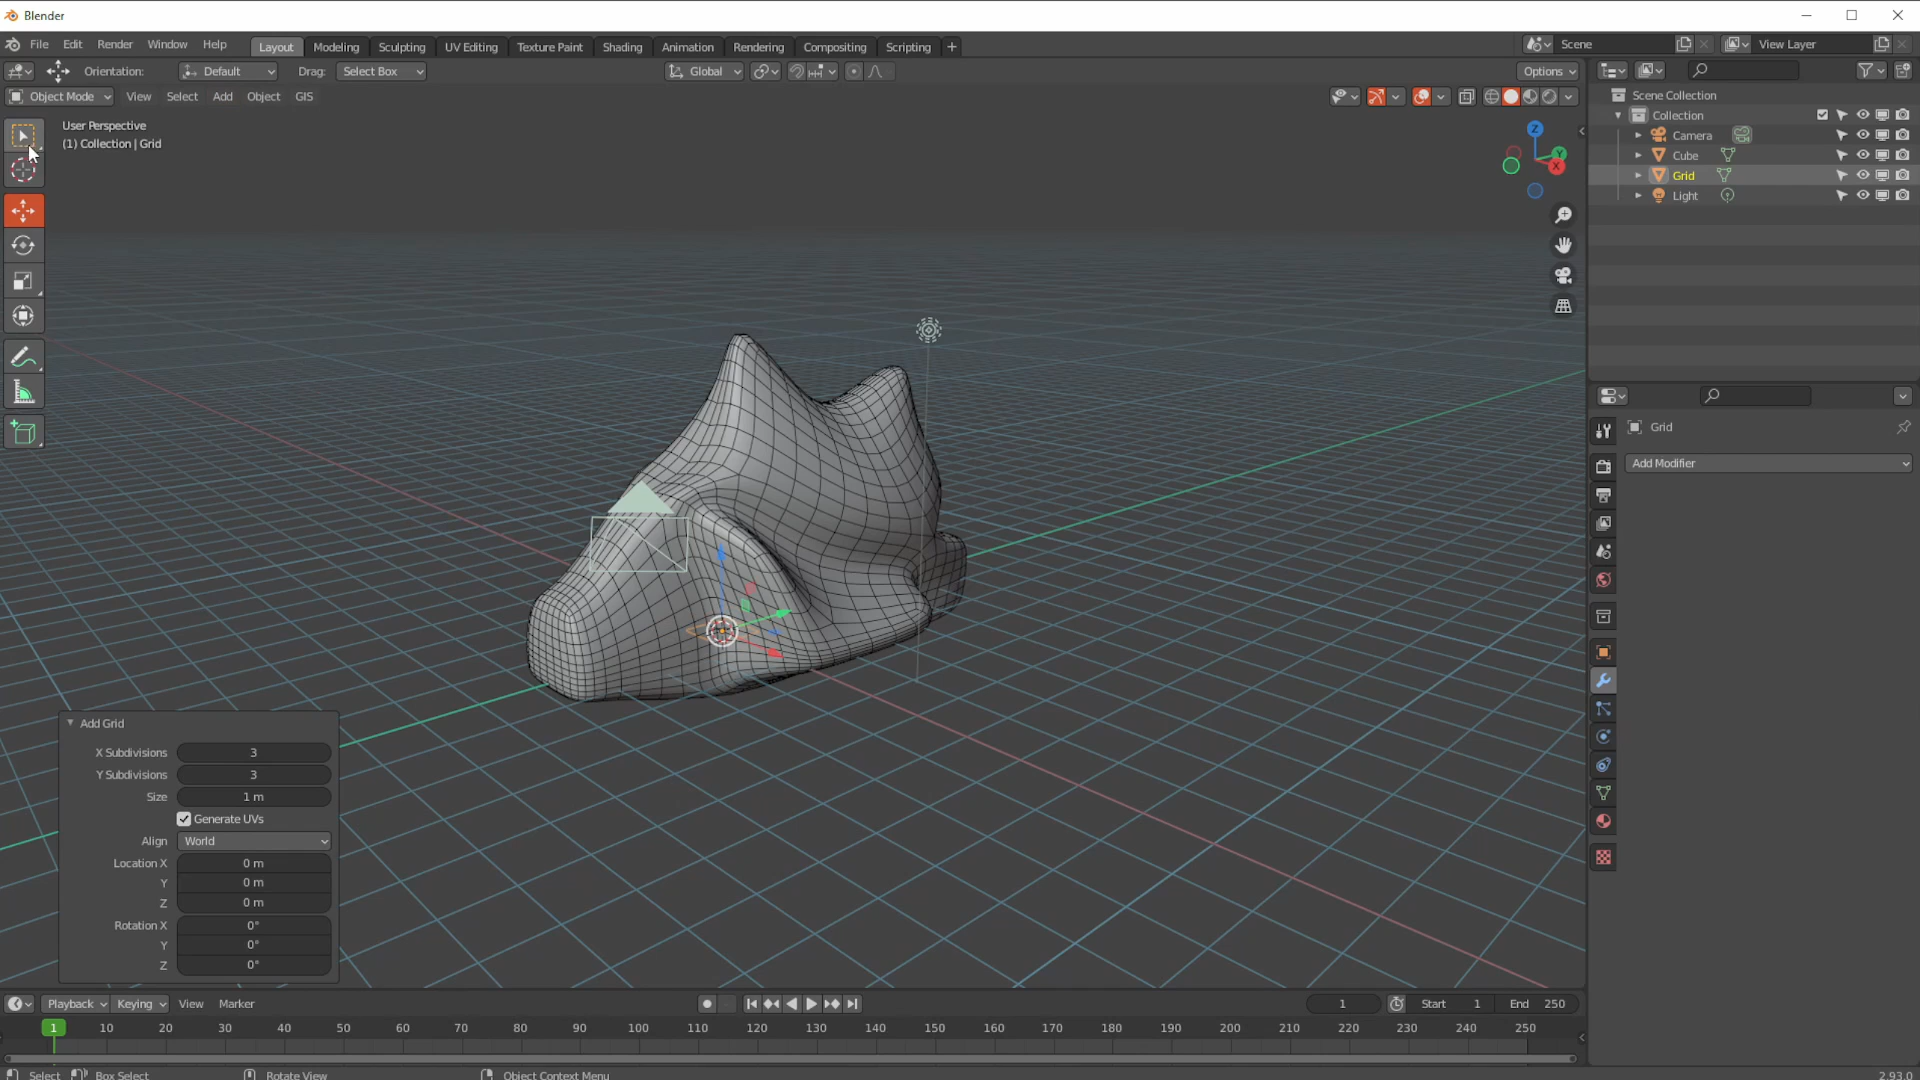 Blender
File Edit Render Window Help Layout Modeling Sculpting UV Editing Texture Paint Shading Animation Rendering Compositing Scripting + Scene View Layer
Orientation: Default Drag: Select Box Global Options
Object Mode View Select Add Object GIS
User Perspective
(1) Collection | Grid
Z
Y
X
Scene Collection
Collection
Camera
Cube
Grid
Light
Grid
Add Modifier
Add Grid
X Subdivisions 3
Y Subdivisions 3
Size 1 m
Generate UVs
Align World
Location X 0 m
Y 0 m
Z 0 m
Rotation X 0°
Y 0°
Z 0°
Playback Keying View Marker 1 Start 1 End 250
1 10 20 30 40 50 60 70 80 90 100 110 120 130 140 150 160 170 180 190 200 210 220 230 240 250
Select Box Select Rotate View Object Context Menu 2.93.0